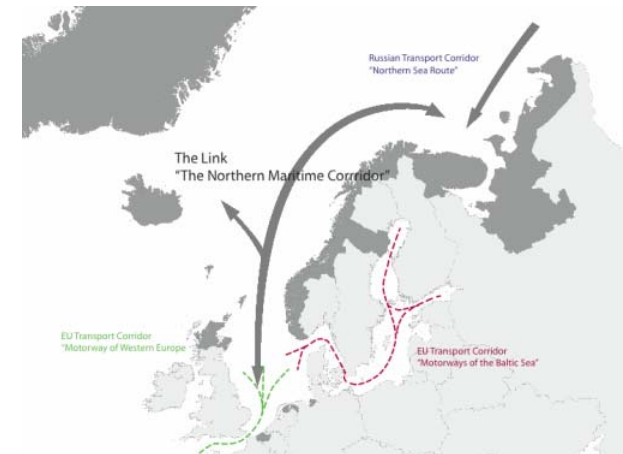 Russian Transport Corridor
"Northern Sea Route"
The Link
"The Northern Maritime Corrridor"
EU Transport Corridor
"Motorway of Western Europe
EU Transport Corridor
"Motorways of the Baltic Sea"